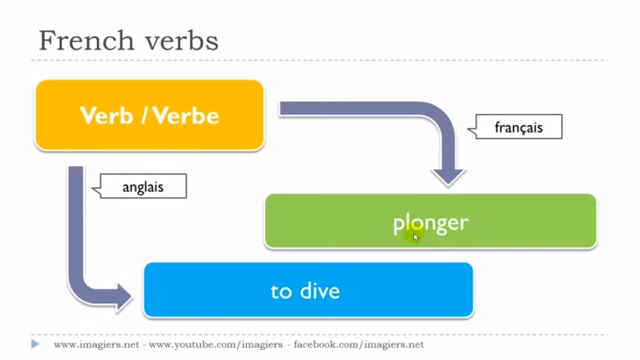 French verbs
Verb / Verbe
français
anglais
plonger
to dive
www.imagiers.net - www.youtube.com/imagiers - facebook.com/imagiers.net